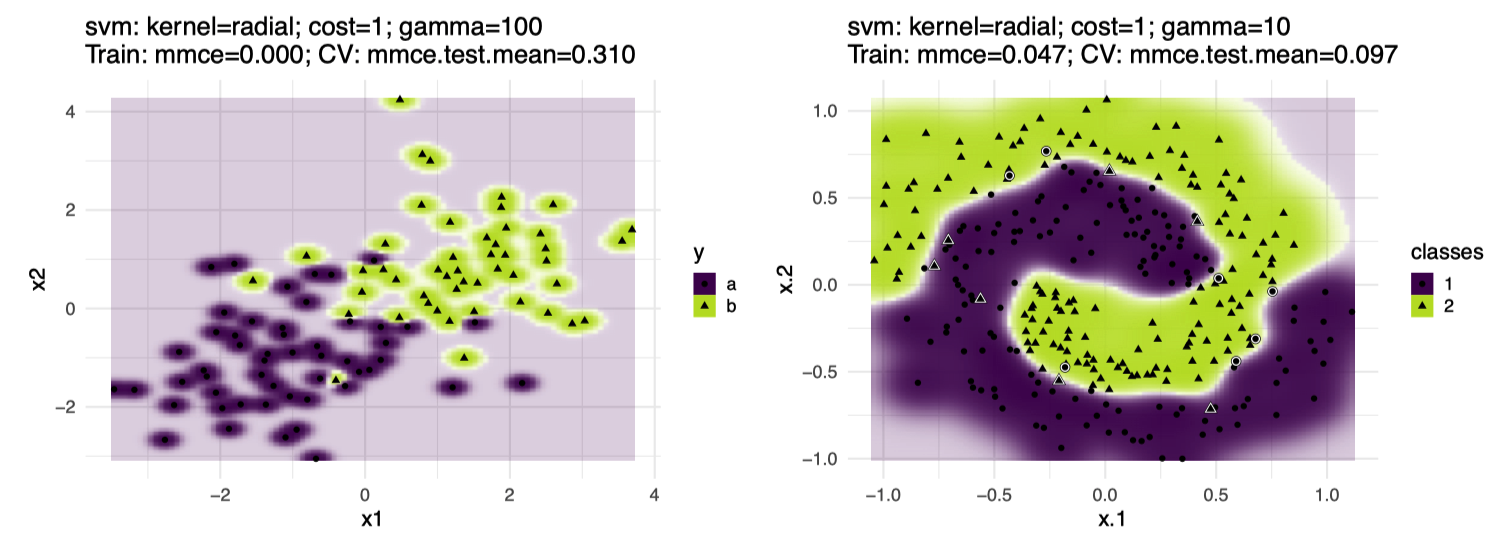 svm: kernel=radial; cost=1; gamma=100
Train: mmce=0.000; CV: mmce.test.mean=0.310
4
2
0
−2
−2
0
2
4
x1
x2
y
a
b
svm: kernel=radial; cost=1; gamma=10
Train: mmce=0.047; CV: mmce.test.mean=0.097
1.0
0.5
0.0
−0.5
−1.0
−1.0
−0.5
0.0
0.5
1.0
x.1
x.2
classes
1
2